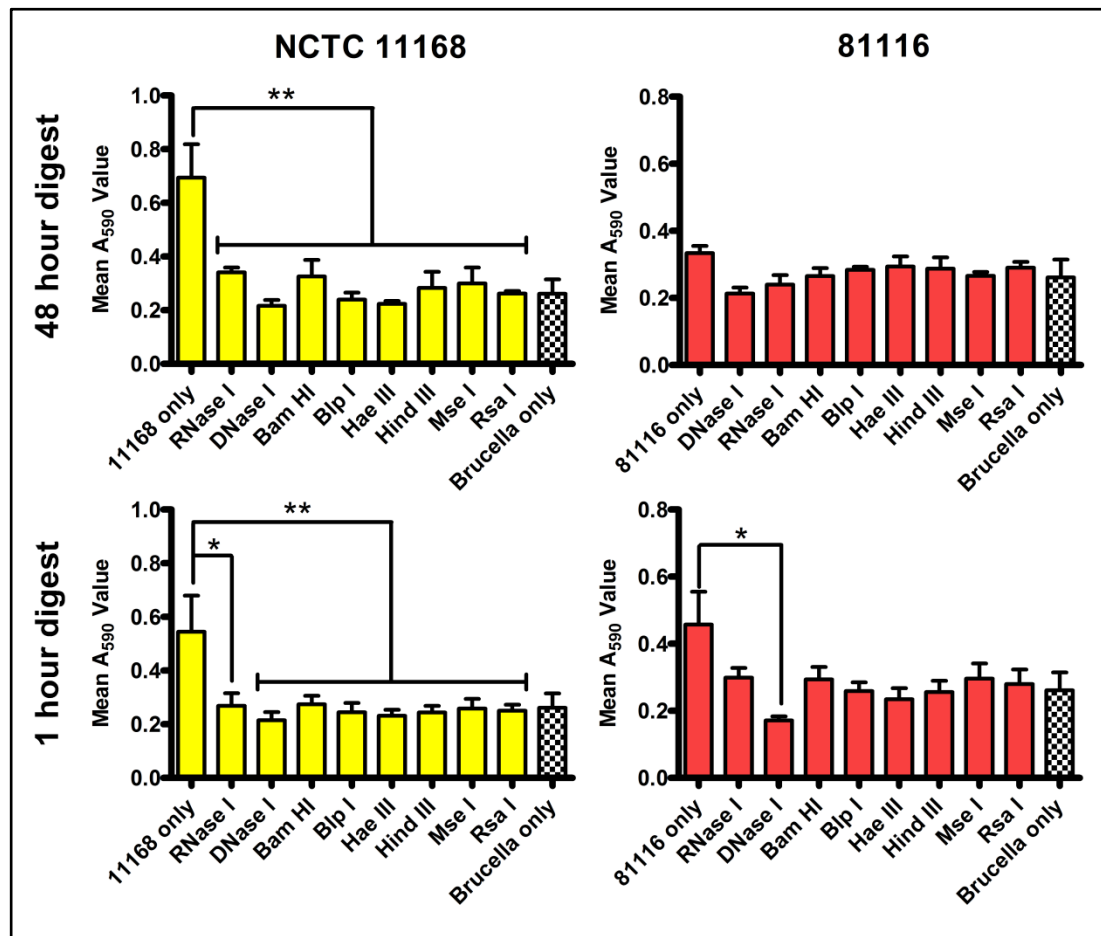 NCTC 11168
81116
48 hour digest
Mean A590 Value
1.0
0.8
0.6
0.4
0.2
0.0
**
11168 only
RNase I
DNase I
Bam HI
Blp I
Hae III
Hind III
Mse I
Rsa I
Brucella only
Mean A590 Value
0.8
0.6
0.4
0.2
0.0
81116 only
DNase I
RNase I
Bam HI
Blp I
Hae III
Hind III
Mse I
Rsa I
Brucella only
1 hour digest
Mean A590 Value
1.0
0.8
0.6
0.4
0.2
0.0
**
*
11168 only
RNase I
DNase I
Bam HI
Blp I
Hae III
Hind III
Mse I
Rsa I
Brucella only
Mean A590 Value
0.8
0.6
0.4
0.2
0.0
*
81116 only
RNase I
DNase I
Bam HI
Blp I
Hae III
Hind III
Mse I
Rsa I
Brucella only